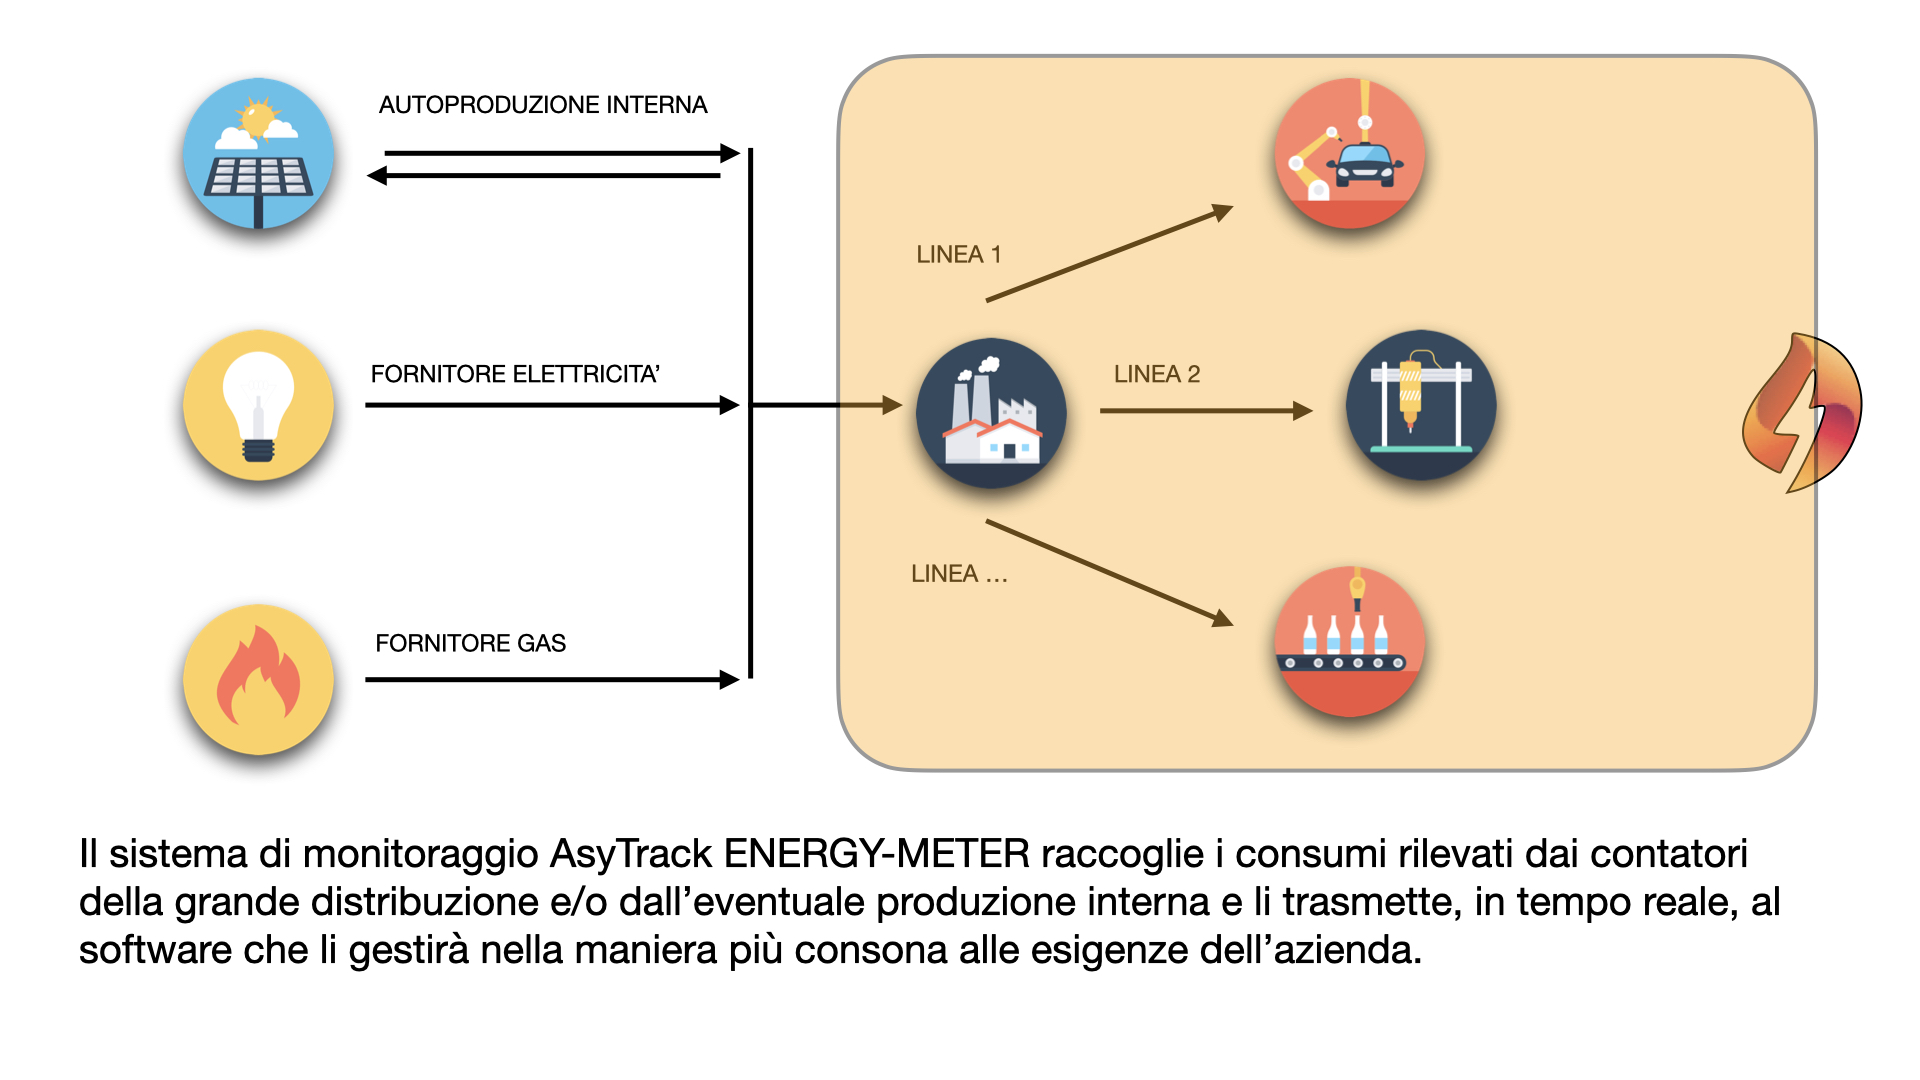 AUTOPRODUZIONE INTERNA
LINEA 1
FORNITORE ELETTRICITA’
LINEA 2
LINEA …
FORNITORE GAS
Il sistema di monitoraggio AsyTrack ENERGY-METER raccoglie i consumi rilevati dai contatori
della grande distribuzione e/o dall’eventuale produzione interna e li trasmette, in tempo reale, al
software che li gestirà nella maniera più consona alle esigenze dell’azienda.